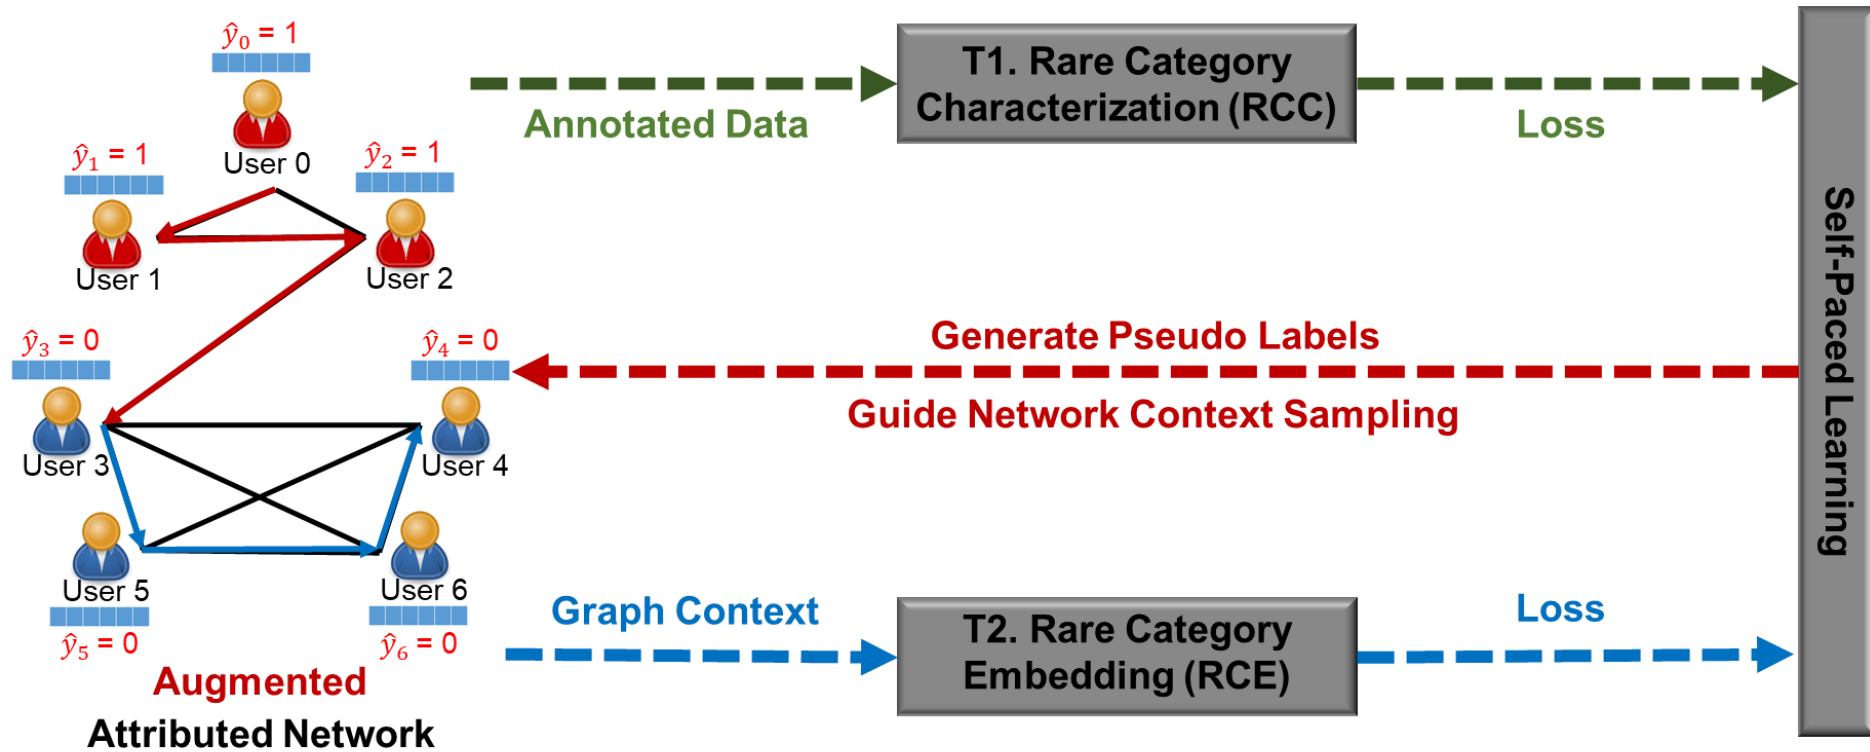 ŷ₀ = 1
User 0
ŷ₁ = 1
User 1
ŷ₂ = 1
User 2
ŷ₃ = 0
User 3
ŷ₄ = 0
User 4
User 5
ŷ₅ = 0
User 6
ŷ₆ = 0
Augmented
Attributed Network
Annotated Data
T1. Rare Category
Characterization (RCC)
Loss
Generate Pseudo Labels
Guide Network Context Sampling
Graph Context
T2. Rare Category
Embedding (RCE)
Loss
Self-Paced Learning